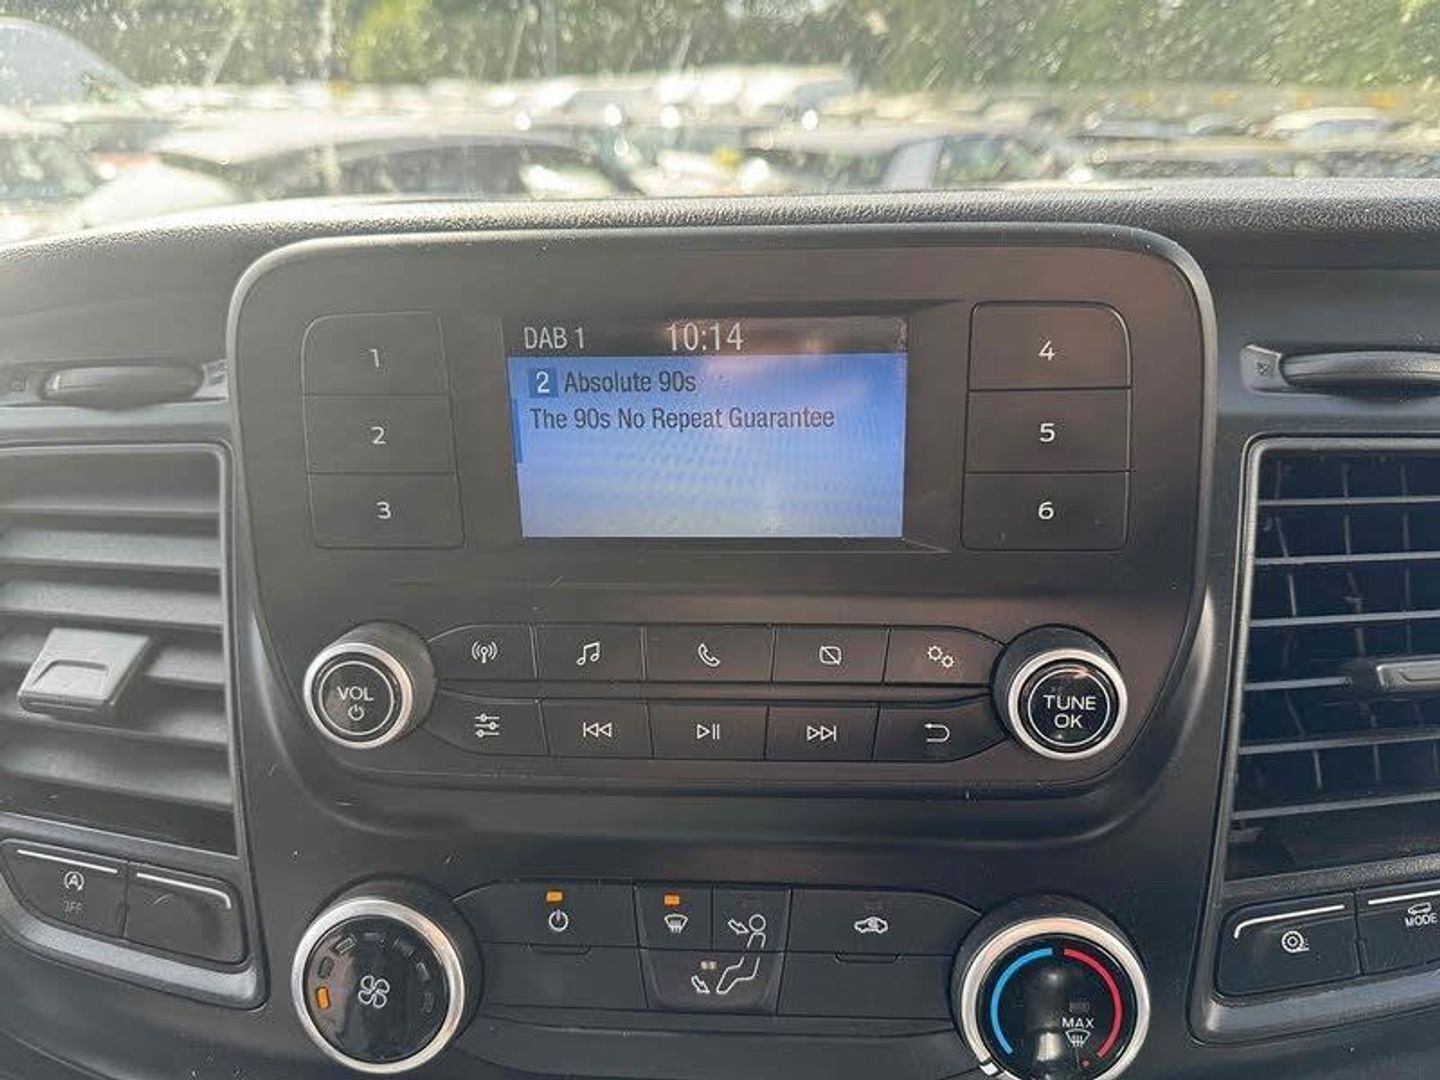 DAB 1 10:14
2 Absolute 90s
The 90s No Repeat Guarantee
1
2
3
4
5
6
VOL
TUNE
OK
OFF
MODE
MAX